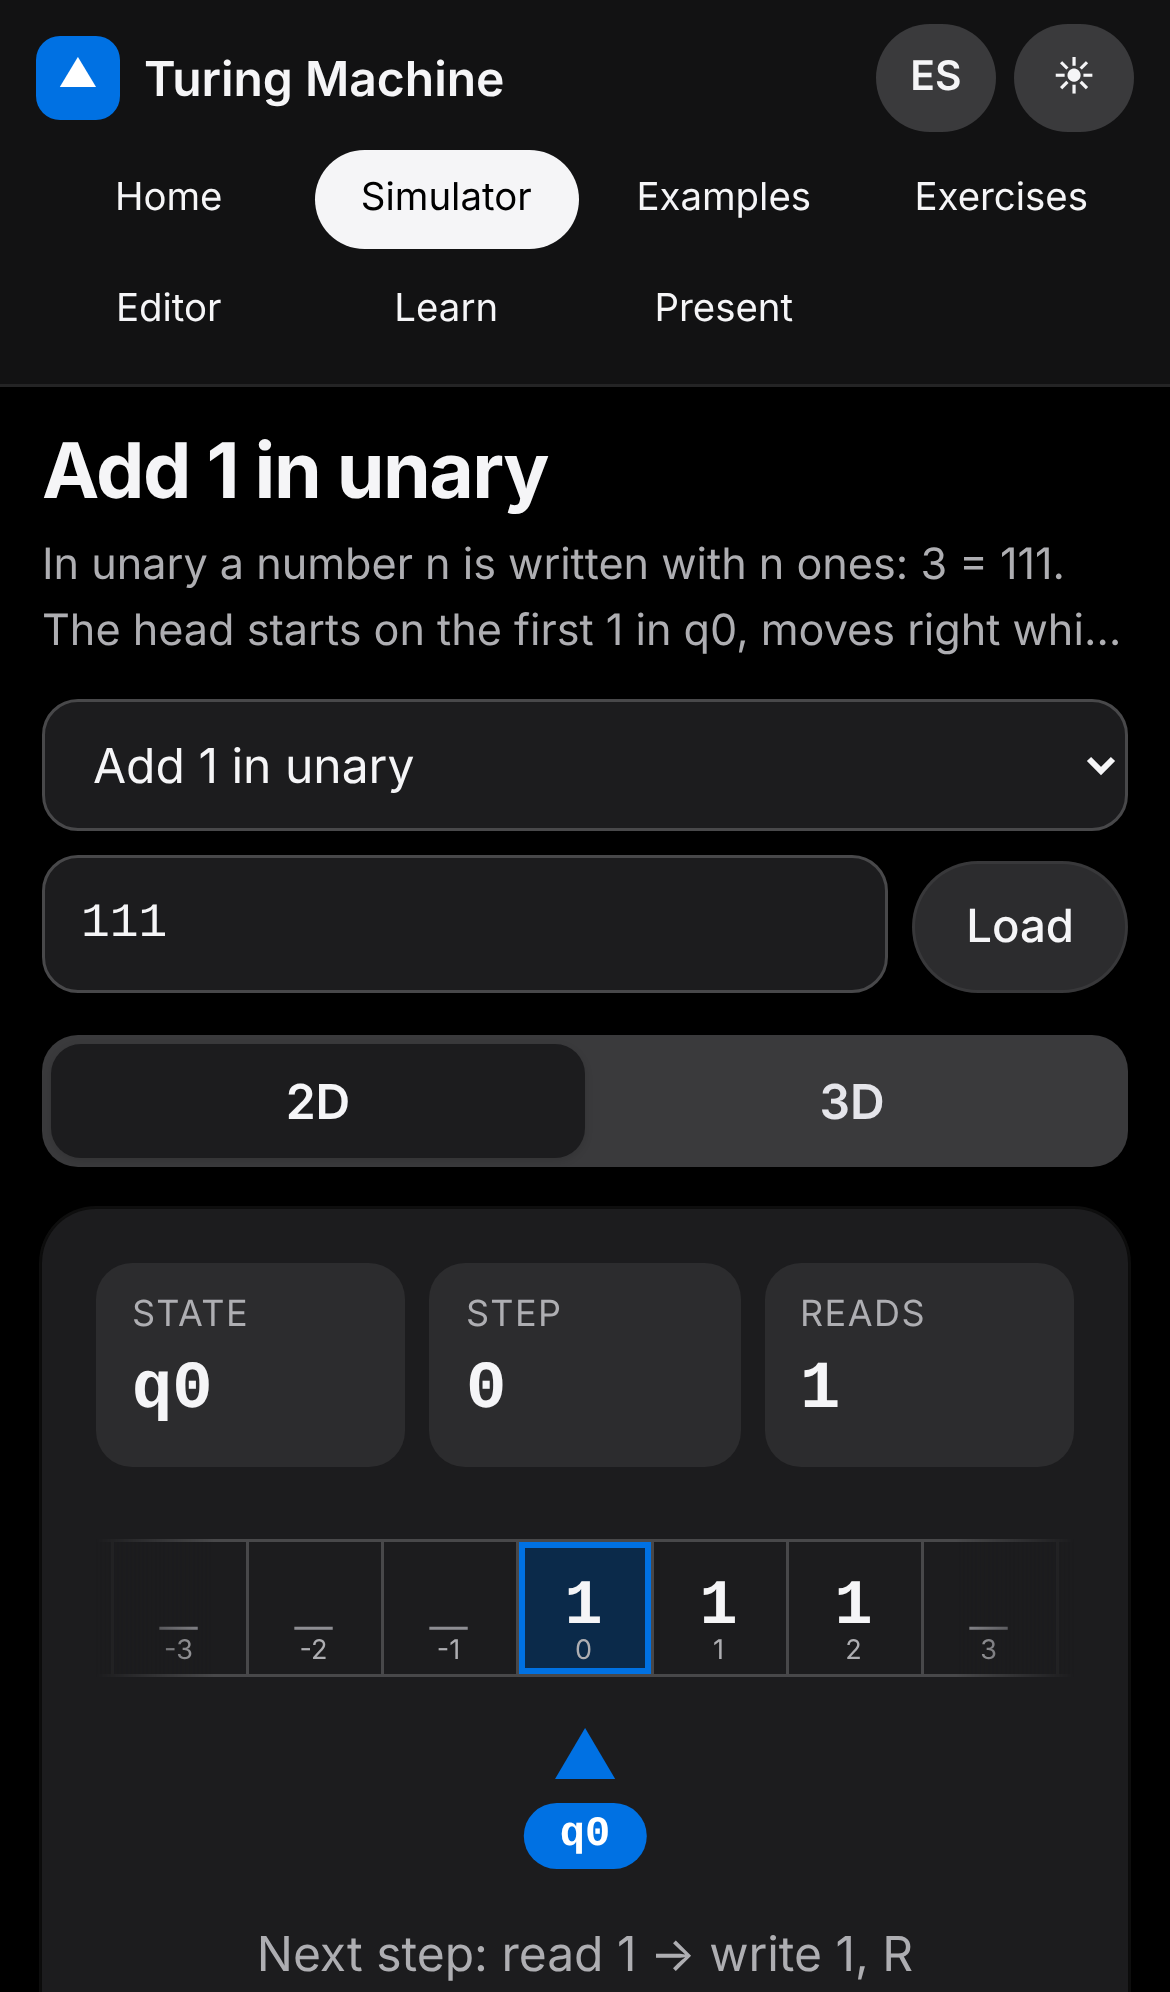 Turing Machine
ES
Home Simulator Examples Exercises
Editor Learn Present
Add 1 in unary
In unary a number n is written with n ones: 3 = 111.
The head starts on the first 1 in q0, moves right whi...
Add 1 in unary
111
Load
2D 3D
STATE STEP READS
q0 0 1
_ _ _ 1 1 1 _
-3 -2 -1 0 1 2 3
q0
Next step: read 1 → write 1, R